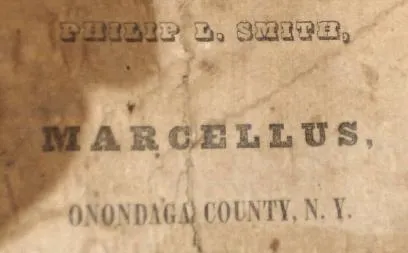 PHILIP L. SMITH,
MARCELLUS,
ONONDAGA COUNTY, N. Y.